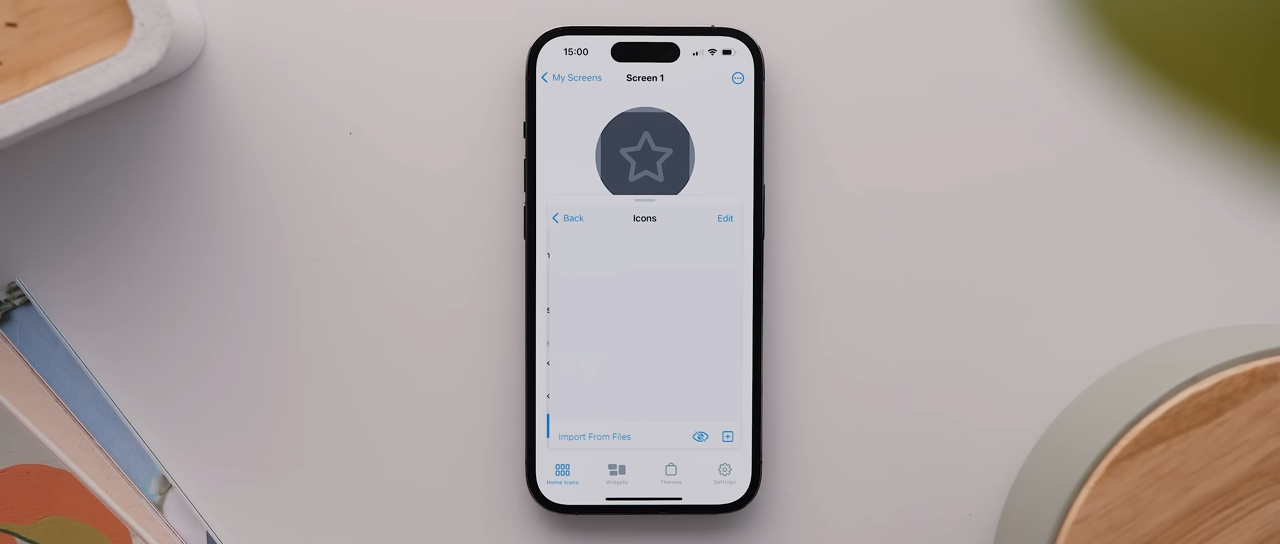 15:00
My Screens Screen 1
Back Icons Edit
Import From Files
Home Icons Widgets Themes Settings